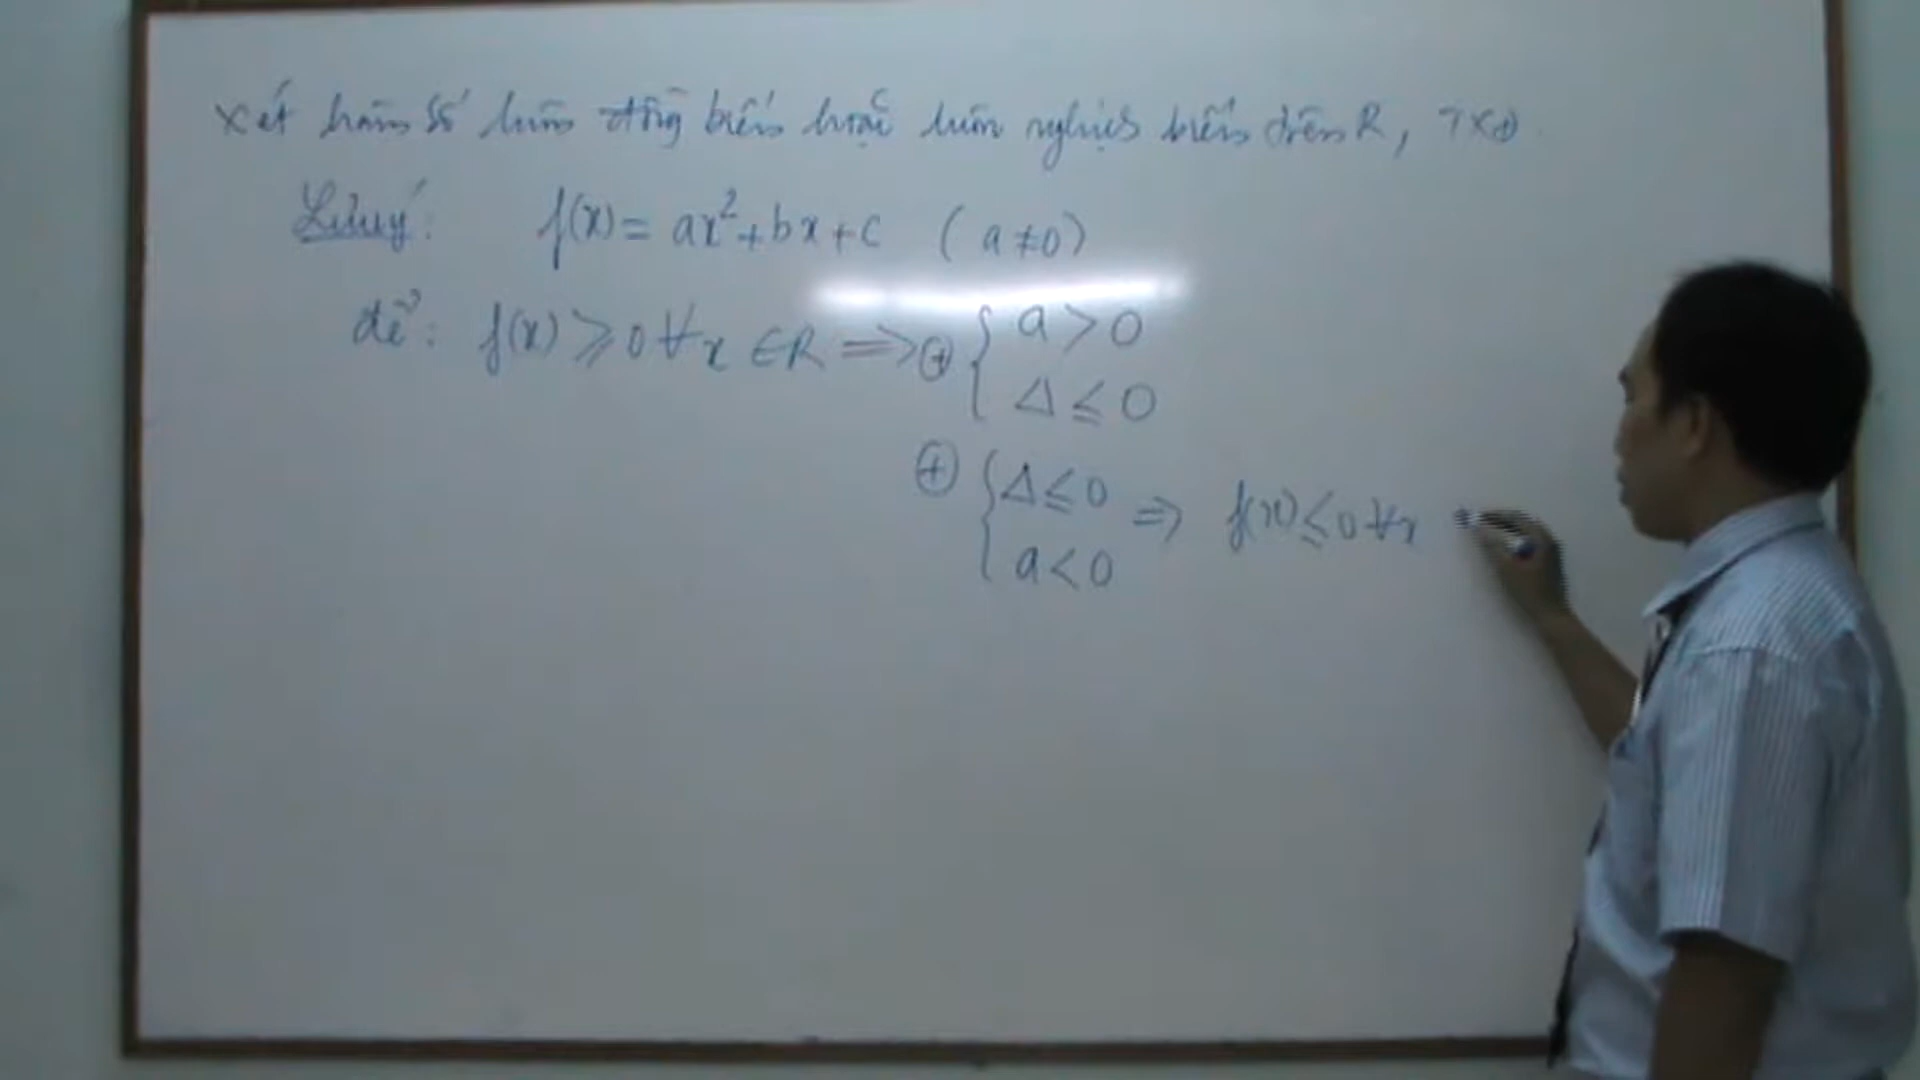 xét hàm số luôn đồng biến hoặc luôn nghịch biến trên R, TXĐ.
Lưu ý: f(x) = ax² + bx + c (a ≠ 0)
để: f(x) ⩾ 0 ∀x ∈ R ⟹ ⊕ { a > 0
Δ ≤ 0
⊕ { Δ ≤ 0 ⇒ f(x) ≤ 0 ∀x
a < 0